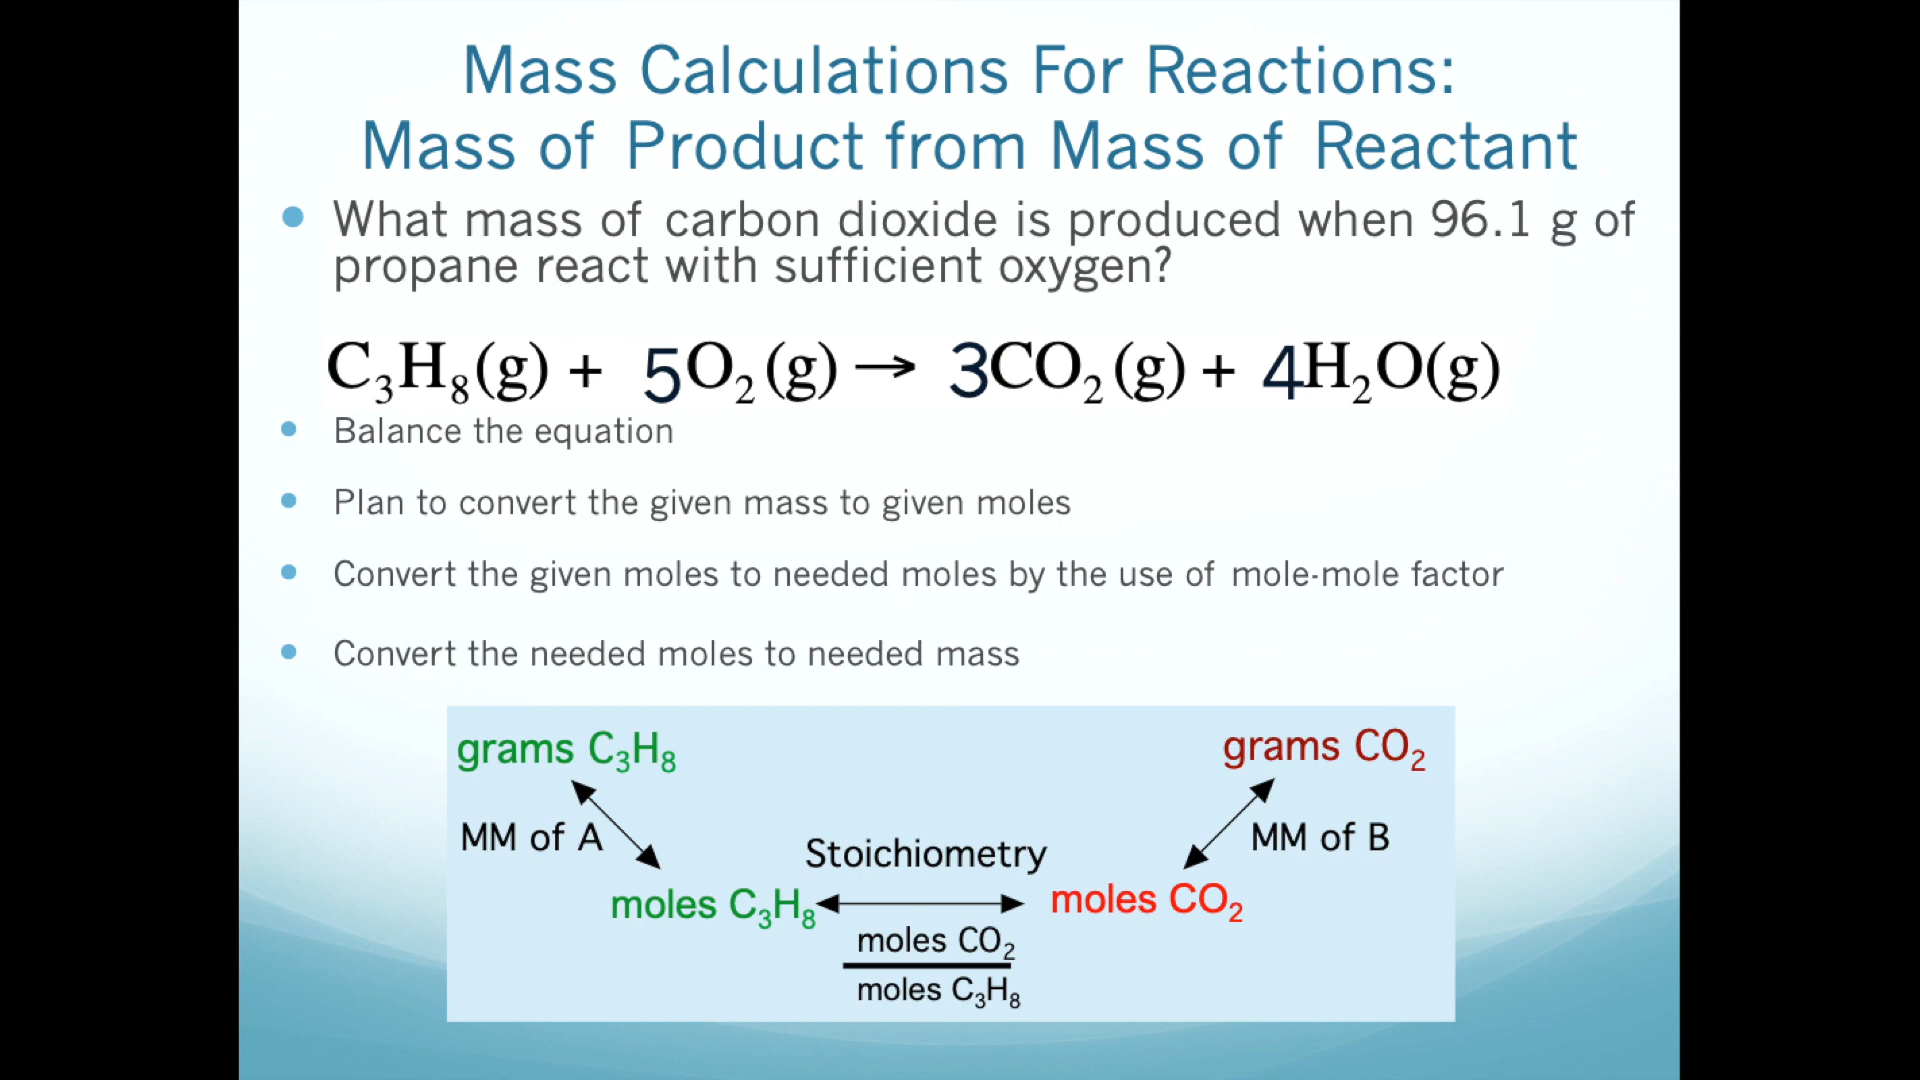 Mass Calculations For Reactions:
Mass of Product from Mass of Reactant
• What mass of carbon dioxide is produced when 96.1 g of
propane react with sufficient oxygen?
C₃H₈(g) + 5O₂(g) → 3CO₂(g) + 4H₂O(g)
• Balance the equation
• Plan to convert the given mass to given moles
• Convert the given moles to needed moles by the use of mole-mole factor
• Convert the needed moles to needed mass
grams C₃H₈
grams CO₂
MM of A
MM of B
Stoichiometry
moles C₃H₈
moles CO₂
moles CO₂
moles C₃H₈